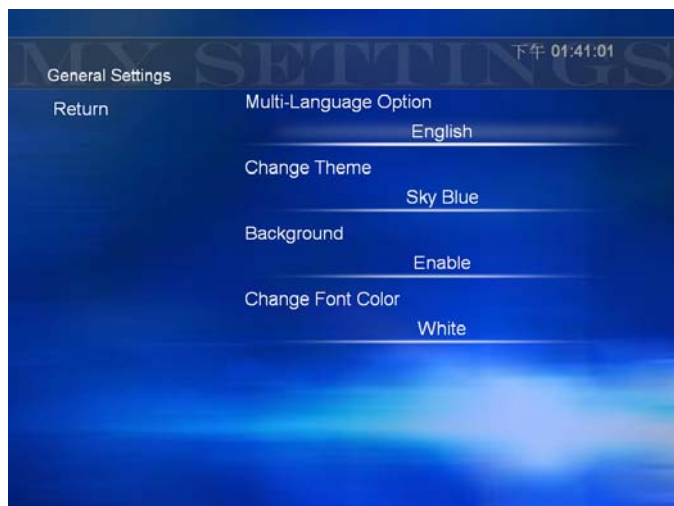 MY SETTINGS
下午 01:41:01
General Settings
Return
Multi-Language Option
English
Change Theme
Sky Blue
Background
Enable
Change Font Color
White